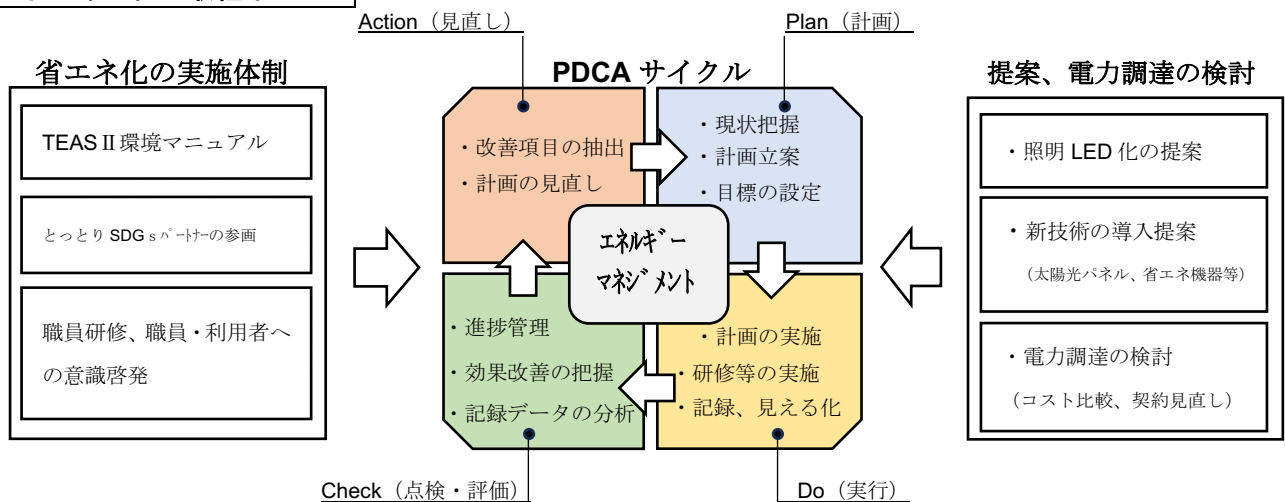 Action（見直し）
Plan（計画）
省エネ化の実施体制
TEASⅡ環境マニュアル
とっとり SDGｓﾊﾟｰﾄﾅｰの参画
職員研修、職員・利用者へ
の意識啓発
PDCA サイクル
・改善項目の抽出
・計画の見直し
・現状把握
・計画立案
・目標の設定
ｴﾈﾙｷﾞｰ
ﾏﾈｼﾞﾒﾝﾄ
・進捗管理
・効果改善の把握
・記録データの分析
・計画の実施
・研修等の実施
・記録、見える化
Check（点検・評価）
Do（実行）
提案、電力調達の検討
・照明 LED 化の提案
・新技術の導入提案
（太陽光パネル、省エネ機器等）
・電力調達の検討
（コスト比較、契約見直し）